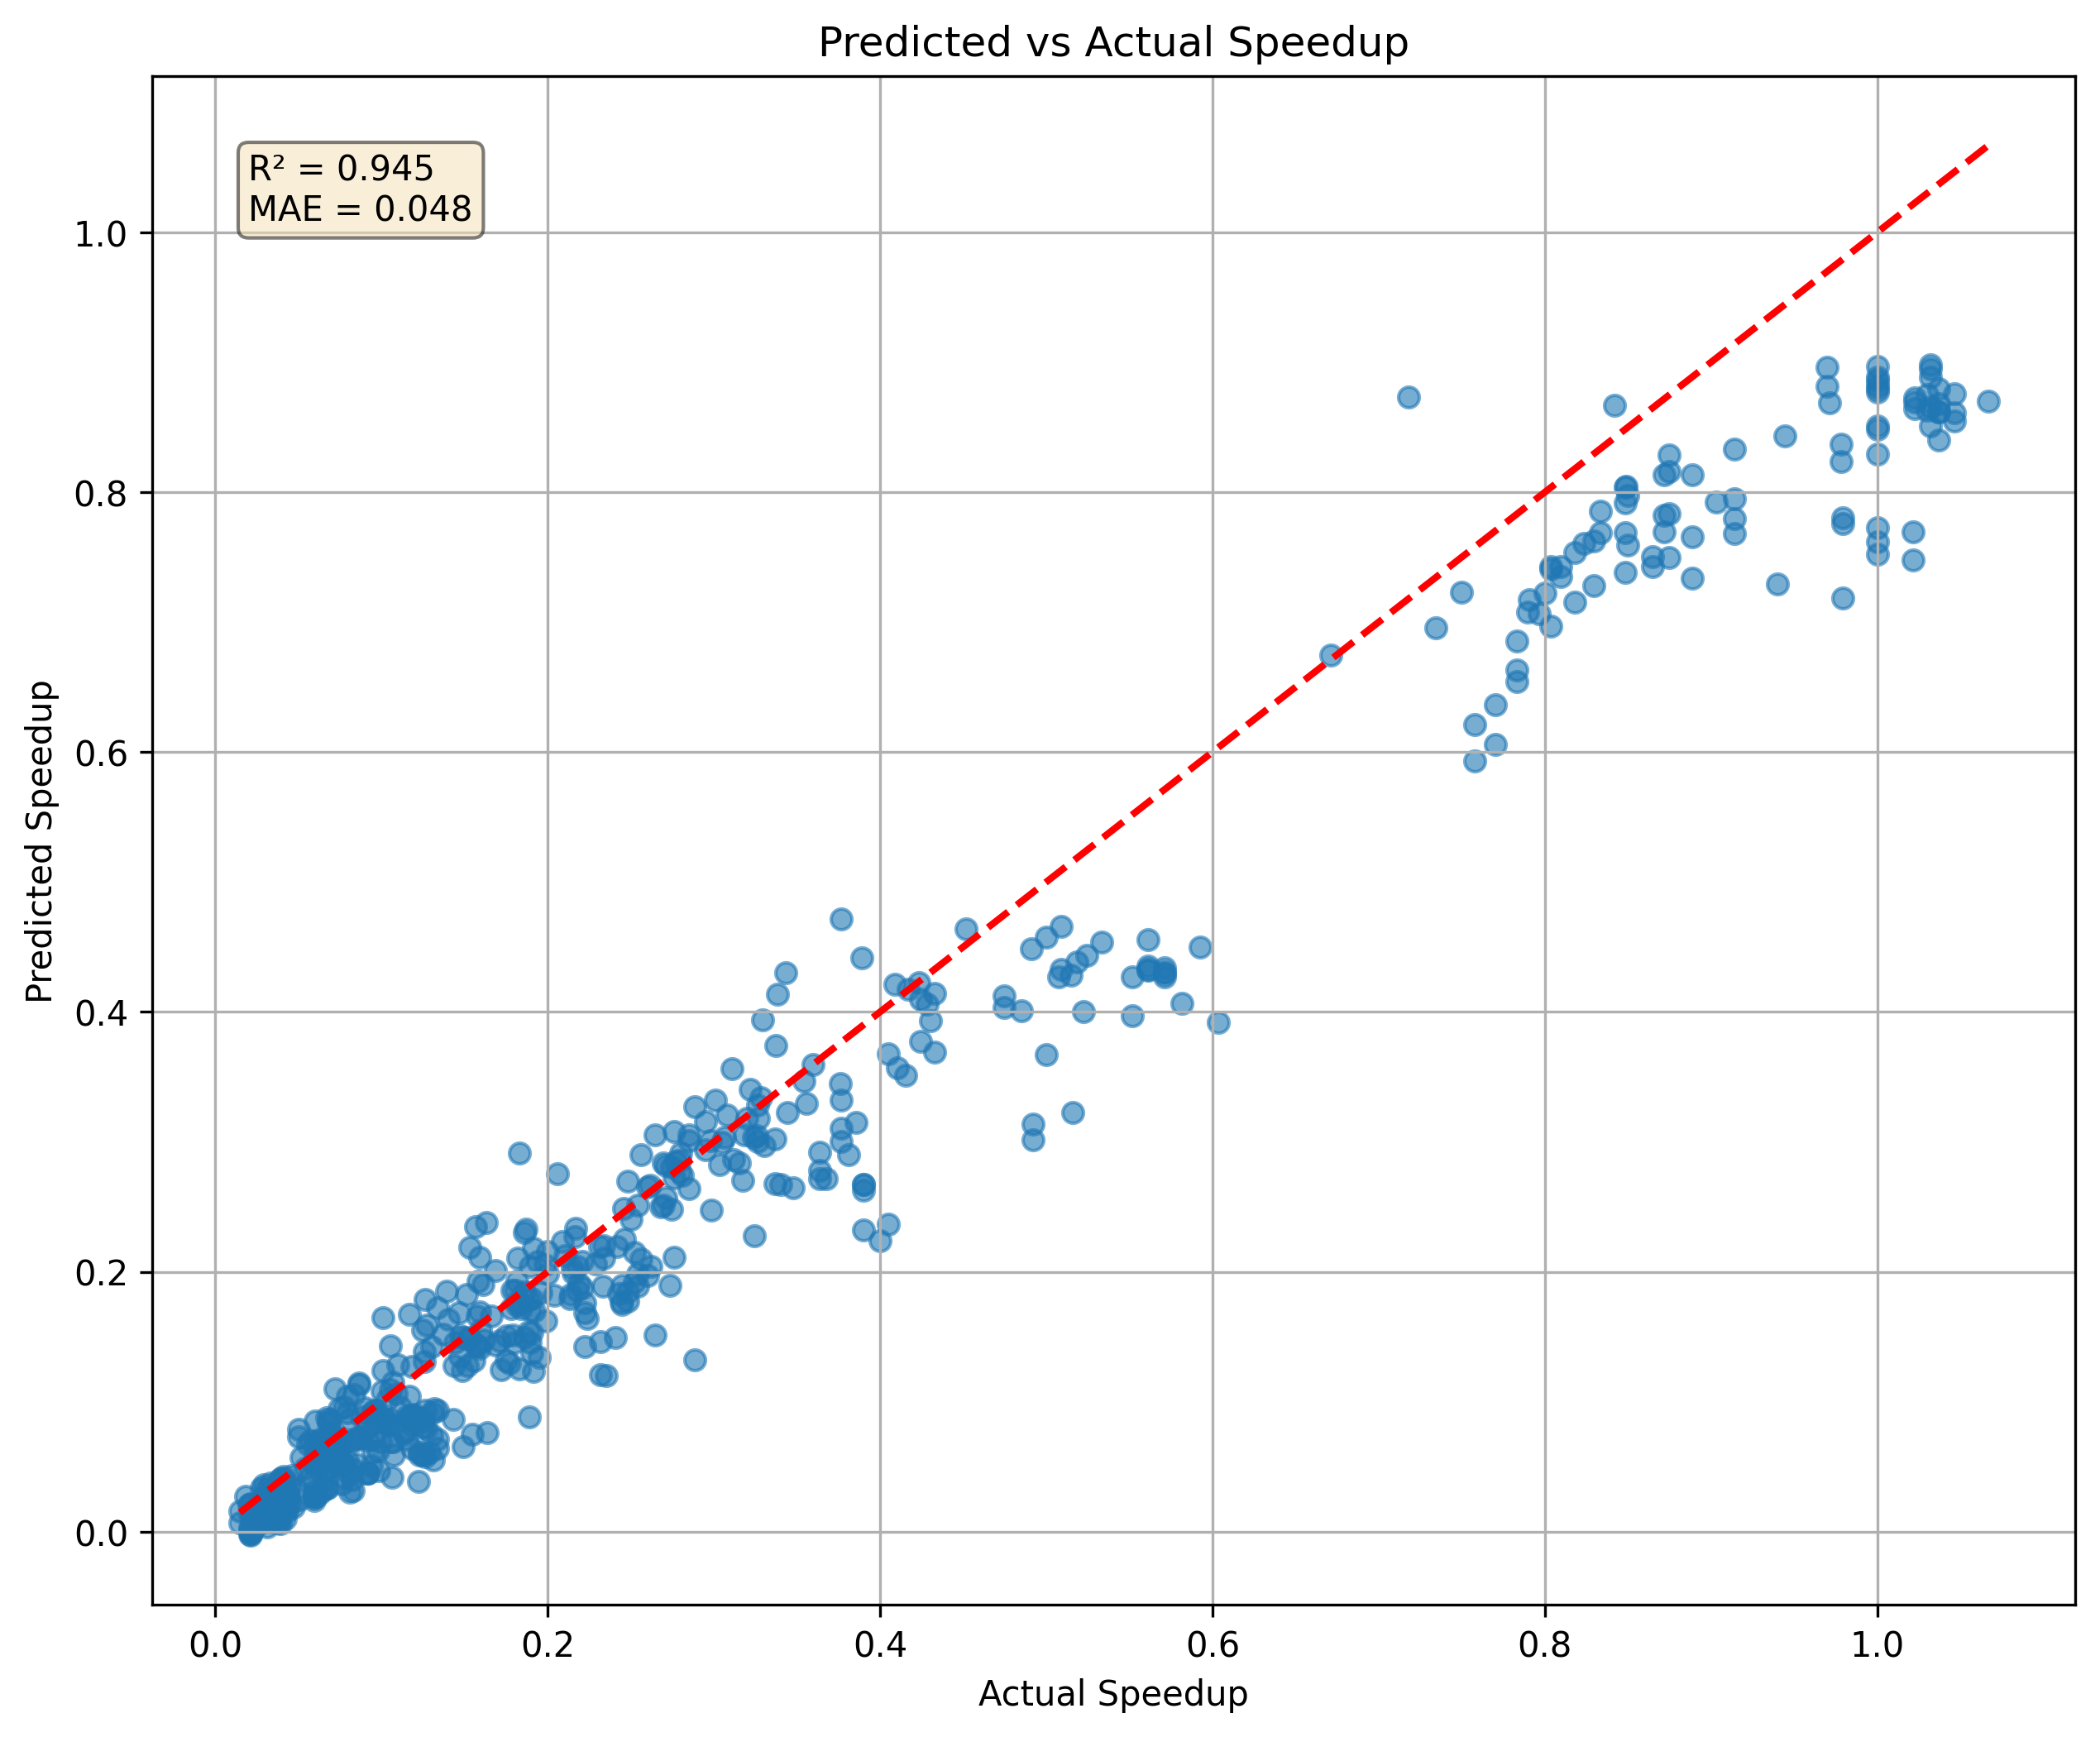 Predicted vs Actual Speedup
R² = 0.945
MAE = 0.048
1.0
0.8
0.6
0.4
0.2
0.0
Predicted Speedup
0.0 0.2 0.4 0.6 0.8 1.0
Actual Speedup